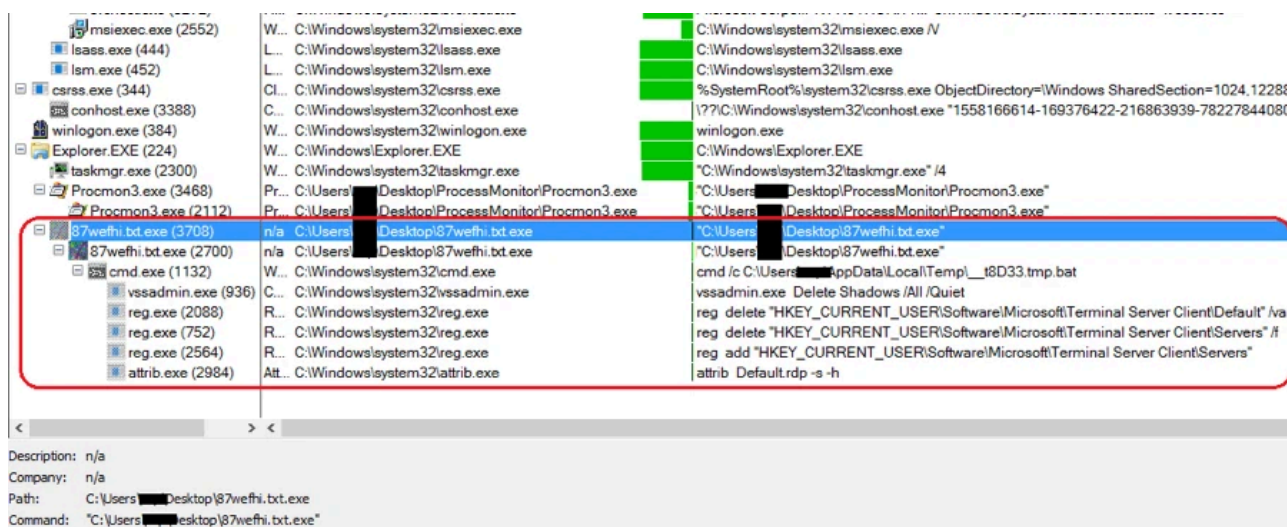 msiexec.exe (2552) W... C:\Windows\system32\msiexec.exe C:\Windows\system32\msiexec.exe /V
lsass.exe (444) L... C:\Windows\system32\lsass.exe C:\Windows\system32\lsass.exe
lsm.exe (452) L... C:\Windows\system32\lsm.exe C:\Windows\system32\lsm.exe
csrss.exe (344) Cl... C:\Windows\system32\csrss.exe %SystemRoot%\system32\csrss.exe ObjectDirectory=\Windows SharedSection=1024,12288
conhost.exe (3388) C... C:\Windows\system32\conhost.exe \??\C:\Windows\system32\conhost.exe "1558166614-169376422-216863939-78227844080
winlogon.exe (384) W... C:\Windows\system32\winlogon.exe winlogon.exe
Explorer.EXE (224) W... C:\Windows\Explorer.EXE C:\Windows\Explorer.EXE
taskmgr.exe (2300) W... C:\Windows\system32\taskmgr.exe "C:\Windows\system32\taskmgr.exe" /4
Procmon3.exe (3468) Pr... C:\Users\ Desktop\ProcessMonitor\Procmon3.exe "C:\Users Desktop\ProcessMonitor\Procmon3.exe"
Procmon3.exe (2112) Pr... C:\Users\ Desktop\ProcessMonitor\Procmon3.exe "C:\Users \Desktop\ProcessMonitor\Procmon3.exe"
87wefhi.txt.exe (3708) n/a C:\Users\ Desktop\87wefhi.txt.exe "C:\Users\ \Desktop\87wefhi.txt.exe"
87wefhi.txt.exe (2700) n/a C:\Users\ Desktop\87wefhi.txt.exe "C:\Users\ \Desktop\87wefhi.txt.exe"
cmd.exe (1132) W... C:\Windows\system32\cmd.exe cmd /c C:\Users AppData\Local\Temp\__t8D33.tmp.bat
vssadmin.exe (936) C... C:\Windows\system32\vssadmin.exe vssadmin.exe Delete Shadows /All /Quiet
reg.exe (2088) R... C:\Windows\system32\reg.exe reg delete "HKEY_CURRENT_USER\Software\Microsoft\Terminal Server Client\Default" /va
reg.exe (752) R... C:\Windows\system32\reg.exe reg delete "HKEY_CURRENT_USER\Software\Microsoft\Terminal Server Client\Servers" /f
reg.exe (2564) R... C:\Windows\system32\reg.exe reg add "HKEY_CURRENT_USER\Software\Microsoft\Terminal Server Client\Servers"
attrib.exe (2984) Att... C:\Windows\system32\attrib.exe attrib Default.rdp -s -h
Description: n/a
Company: n/a
Path: C:\Users\ Desktop\87wefhi.txt.exe
Command: "C:\Users esktop\87wefhi.txt.exe"